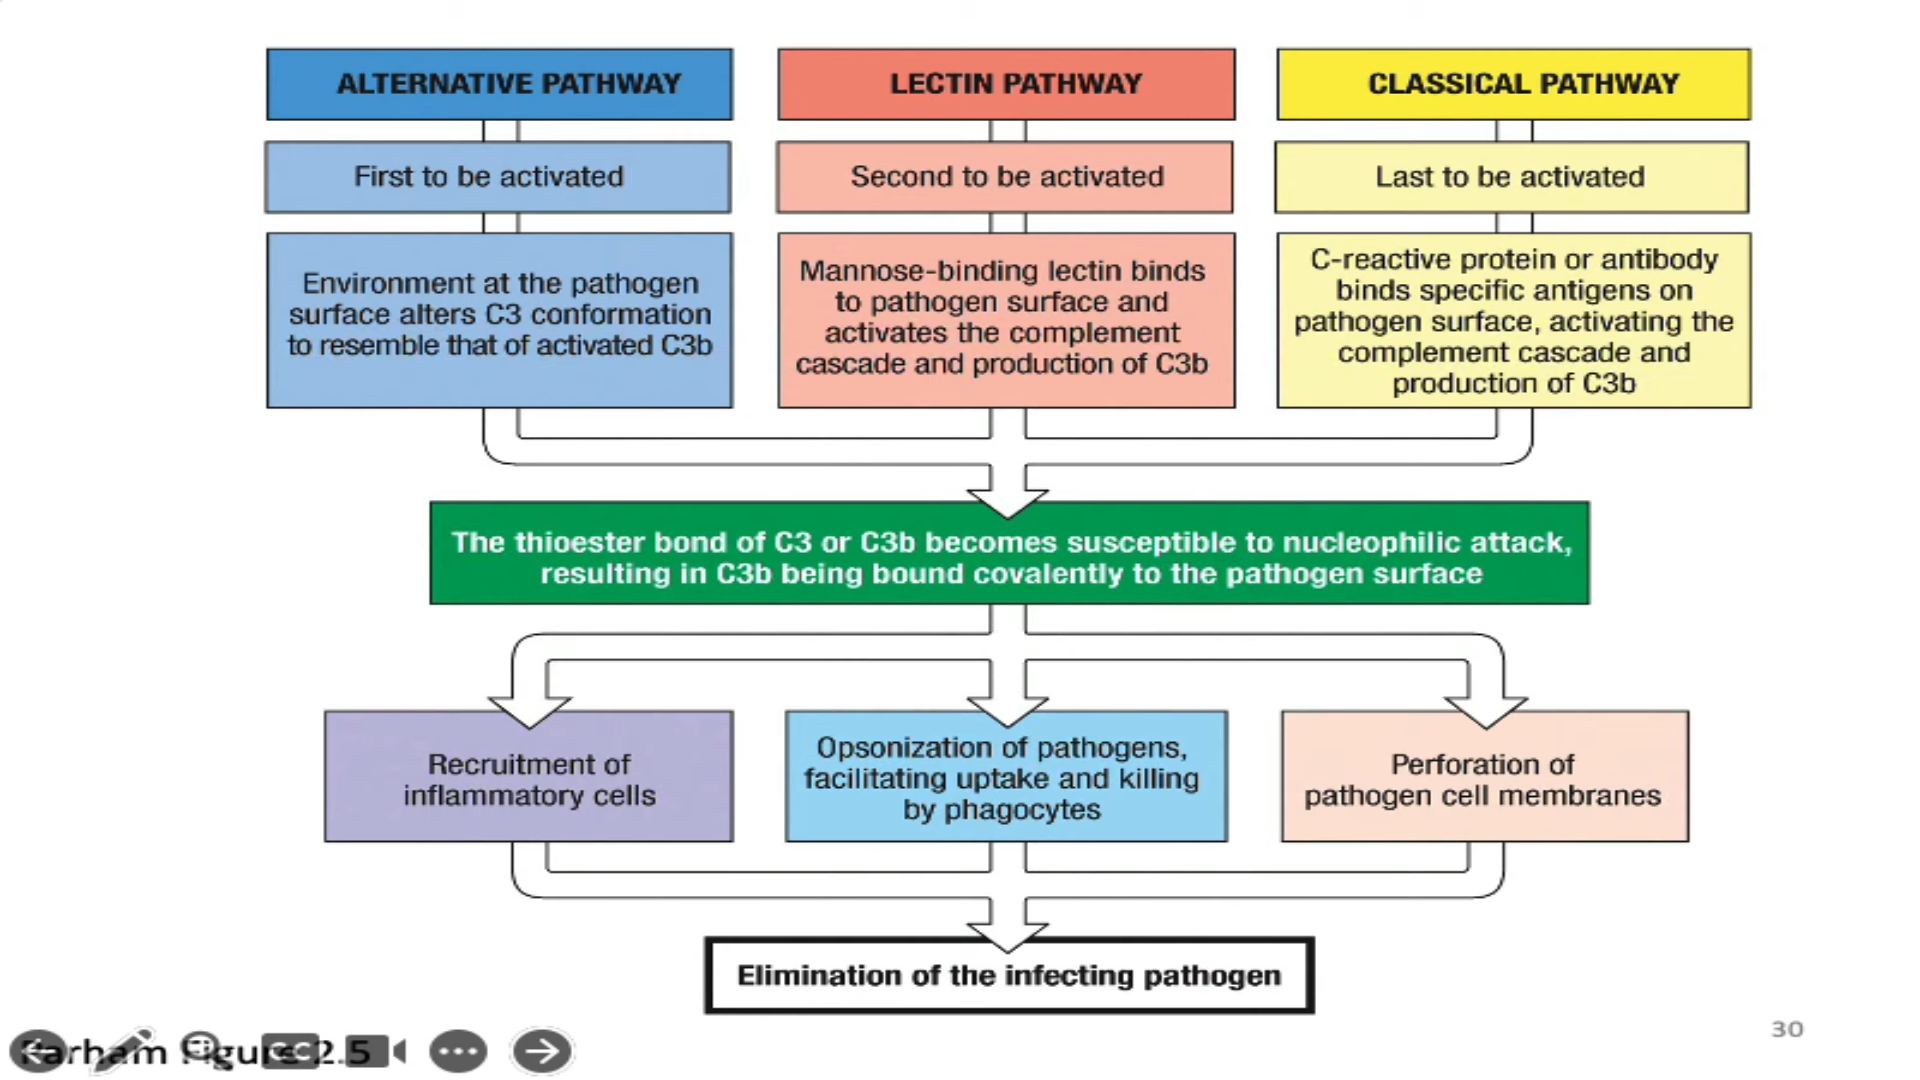 ALTERNATIVE PATHWAY
LECTIN PATHWAY
CLASSICAL PATHWAY
First to be activated
Second to be activated
Last to be activated
Environment at the pathogen
surface alters C3 conformation
to resemble that of activated C3b
Mannose-binding lectin binds
to pathogen surface and
activates the complement
cascade and production of C3b
C-reactive protein or antibody
binds specific antigens on
pathogen surface, activating the
complement cascade and
production of C3b
The thioester bond of C3 or C3b becomes susceptible to nucleophilic attack,
resulting in C3b being bound covalently to the pathogen surface
Recruitment of
inflammatory cells
Opsonization of pathogens,
facilitating uptake and killing
by phagocytes
Perforation of
pathogen cell membranes
Elimination of the infecting pathogen
Parham Figure 2.5
CC
30